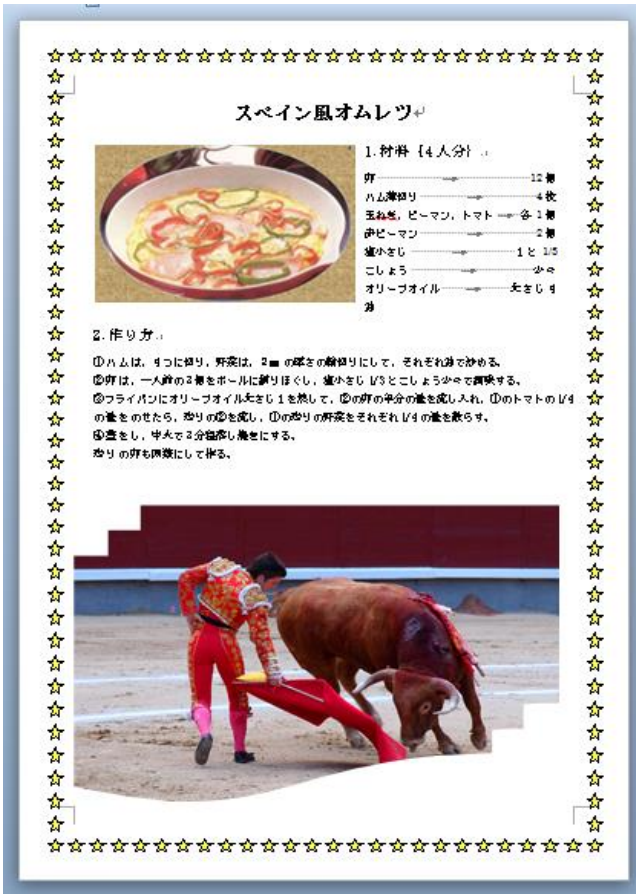 スペイン風オムレツ
1.材料{4人分}
卵 12個
ハム薄切り 4枚
玉ねぎ，ピーマン，トマト 各1個
赤ピーマン 2個
塩小さじ 1と1/3
こしょう 少々
オリーブオイル 大さじ4
油
2.作り方
①ハムは，4つに切り，野菜は，2㎜の厚さの輪切りにして，それぞれ油で炒める。
②卵は，一人前の3個をボールに割りほぐし，塩小さじ1/3とこしょう少々で調味する。
③フライパンにオリーブオイル大さじ1を熱して，②の卵の半分の量を流し入れ，①のトマトの1/4
の量をのせたら，残りの②を流し，①の残りの野菜をそれぞれ1/4の量を散らす。
④蓋をし，中火で3分程蒸し焼きにする。
残りの卵も同様にして作る。